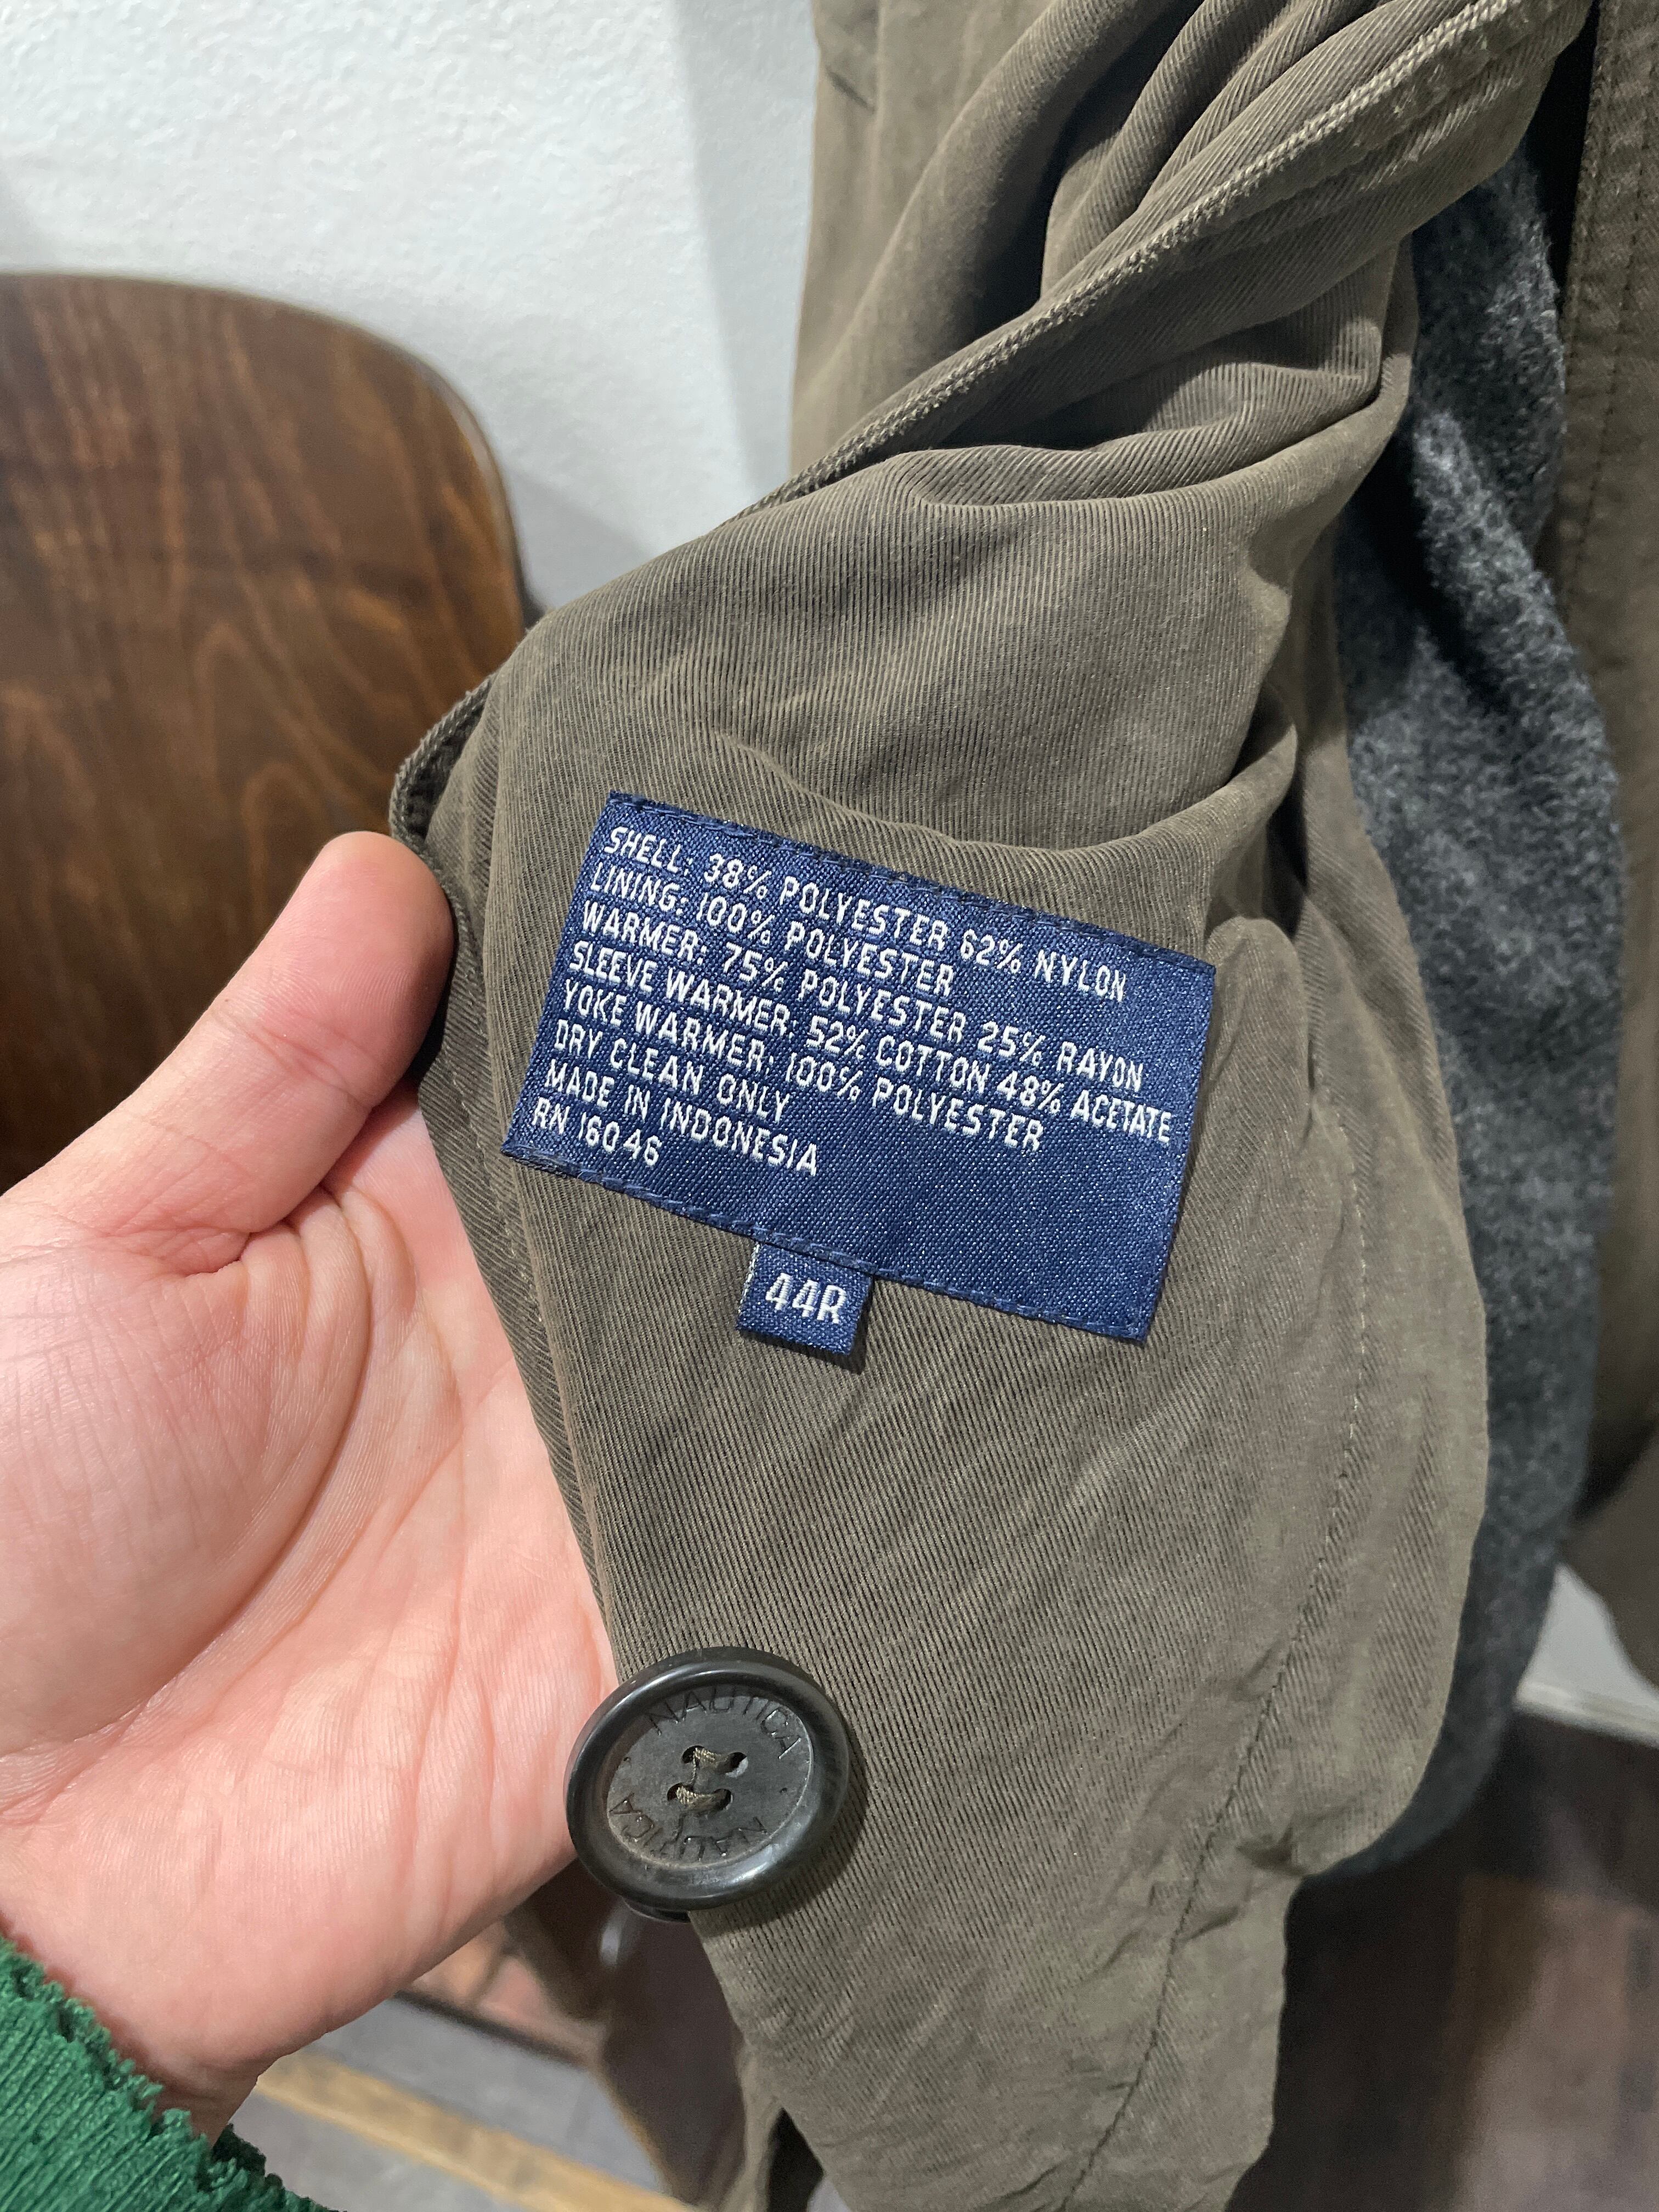 SHELL: 38% POLYESTER 62% NYLON
LINING: 100% POLYESTER
WARMER: 75% POLYESTER 25% RAYON
SLEEVE WARMER: 52% COTTON 48% ACETATE
YOKE WARMER: 100% POLYESTER
DRY CLEAN ONLY
MADE IN INDONESIA
RN 16046
44R
NAUTICA
NAUTICA